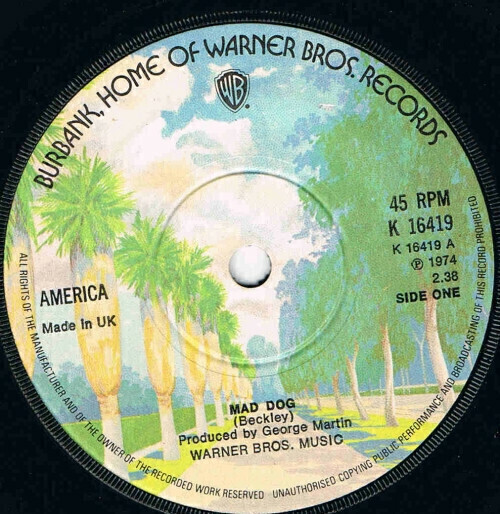 BURBANK, HOME OF WARNER BROS. RECORDS
WB
45 RPM
K 16419
K 16419 A
℗ 1974
2.38
SIDE ONE
AMERICA
Made in UK
MAD DOG
(Beckley)
Produced by George Martin
WARNER BROS. MUSIC
ALL RIGHTS OF THE MANUFACTURER AND OF THE OWNER OF THE RECORDED WORK RESERVED UNAUTHORISED COPYING PUBLIC PERFORMANCE AND BROADCASTING OF THIS RECORD PROHIBITED